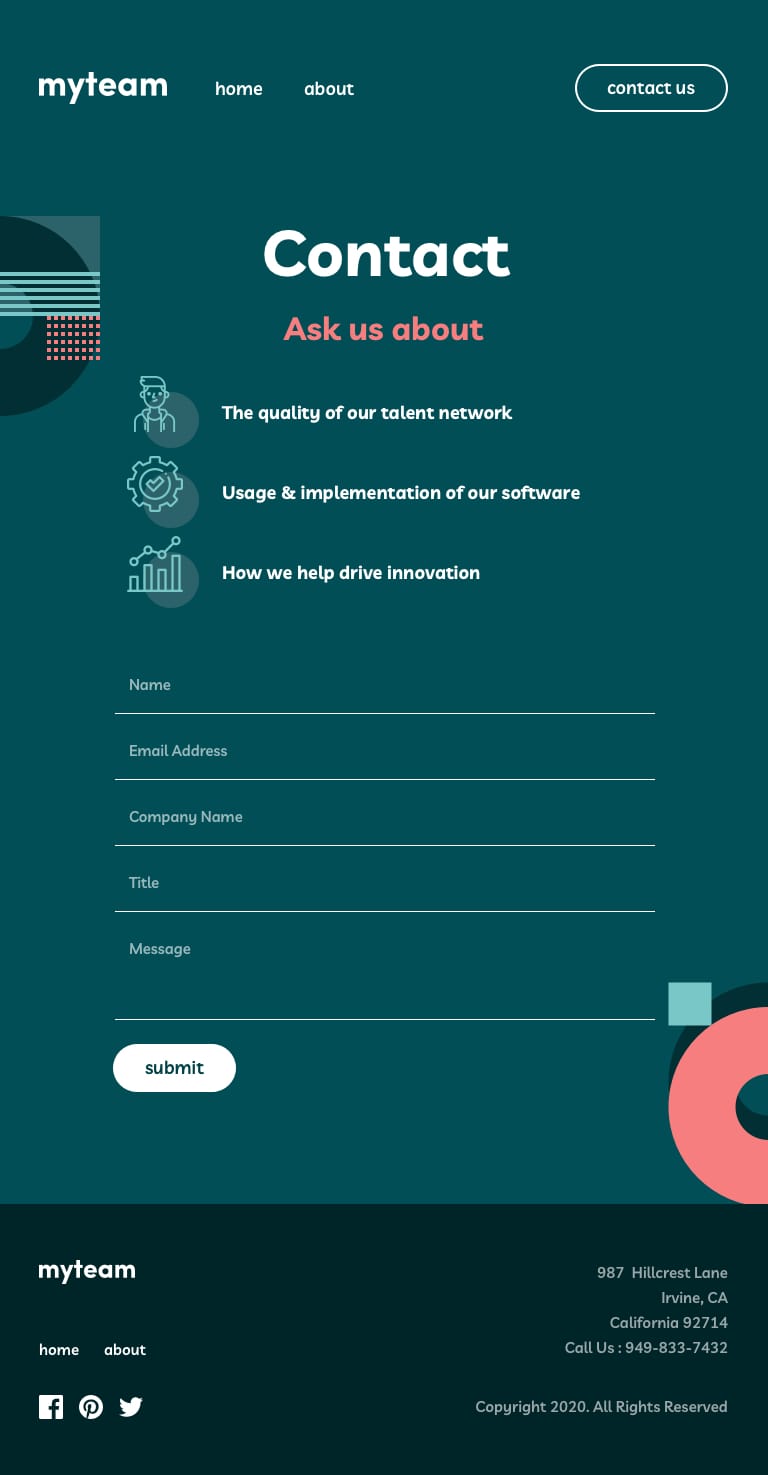 myteam
home
about
contact us
Contact
Ask us about
The quality of our talent network
Usage & implementation of our software
How we help drive innovation
Name
Email Address
Company Name
Title
Message
submit
myteam
home
about
987  Hillcrest Lane
Irvine, CA
California 92714
Call Us : 949-833-7432
Copyright 2020. All Rights Reserved